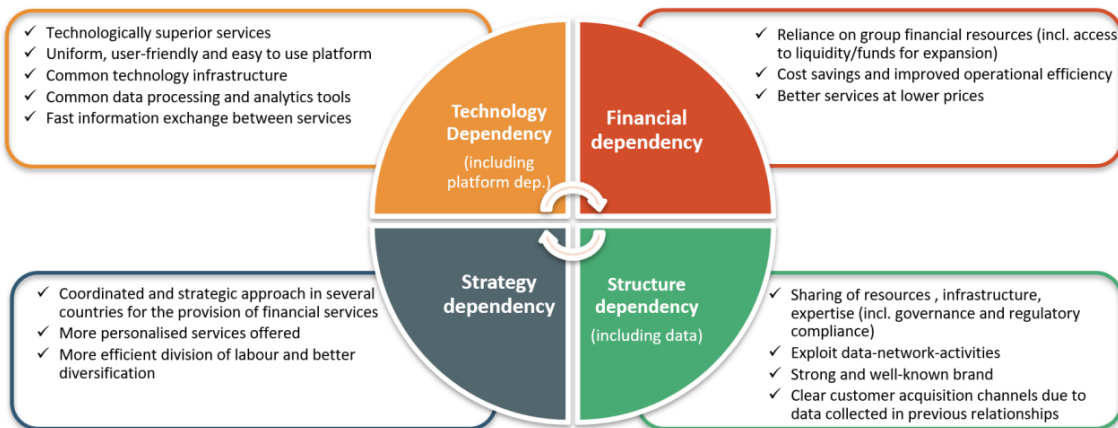 ✓ Technologically superior services
✓ Uniform, user-friendly and easy to use platform
✓ Common technology infrastructure
✓ Common data processing and analytics tools
✓ Fast information exchange between services
Technology
Dependency
(including
platform dep.)
Financial
dependency
✓ Reliance on group financial resources (incl. access
to liquidity/funds for expansion)
✓ Cost savings and improved operational efficiency
✓ Better services at lower prices
✓ Coordinated and strategic approach in several
countries for the provision of financial services
✓ More personalised services offered
✓ More efficient division of labour and better
diversification
Strategy
dependency
Structure
dependency
(including data)
✓ Sharing of resources , infrastructure,
expertise (incl. governance and regulatory
compliance)
✓ Exploit data-network-activities
✓ Strong and well-known brand
✓ Clear customer acquisition channels due to
data collected in previous relationships